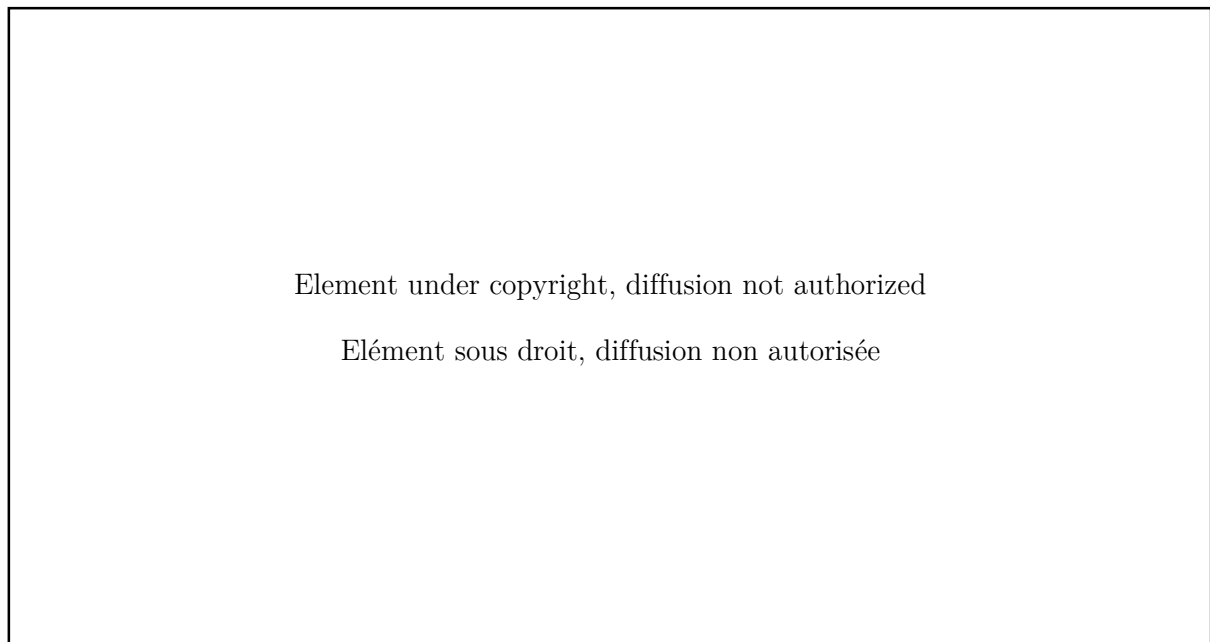 Element under copyright, diffusion not authorized
Elément sous droit, diffusion non autorisée